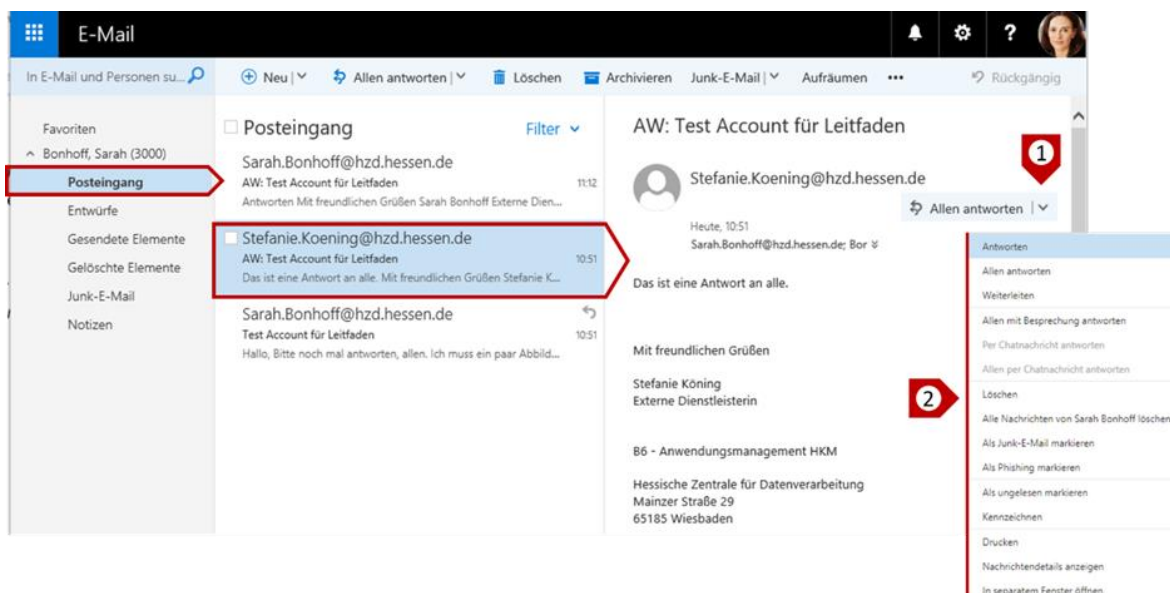 E-Mail
?
In E-Mail und Personen su...
Neu
Allen antworten
Löschen
Archivieren
Junk-E-Mail
Aufräumen
•••
Rückgängig
Favoriten
Bonhoff, Sarah (3000)
Posteingang
Entwürfe
Gesendete Elemente
Gelöschte Elemente
Junk-E-Mail
Notizen
Posteingang
Filter
Sarah.Bonhoff@hzd.hessen.de
AW: Test Account für Leitfaden 11:12
Antworten Mit freundlichen Grüßen Sarah Bonhoff Externe Dien...
Stefanie.Koening@hzd.hessen.de
AW: Test Account für Leitfaden 10:51
Das ist eine Antwort an alle. Mit freundlichen Grüßen Stefanie K...
Sarah.Bonhoff@hzd.hessen.de
Test Account für Leitfaden 10:51
Hallo, Bitte noch mal antworten, allen. Ich muss ein paar Abbild...
AW: Test Account für Leitfaden
1
Stefanie.Koening@hzd.hessen.de
Allen antworten
Heute, 10:51
Sarah.Bonhoff@hzd.hessen.de; Bor
Das ist eine Antwort an alle.
Mit freundlichen Grüßen
Stefanie Köning
Externe Dienstleisterin
B6 - Anwendungsmanagement HKM
Hessische Zentrale für Datenverarbeitung
Mainzer Straße 29
65185 Wiesbaden
2
Antworten
Allen antworten
Weiterleiten
Allen mit Besprechung antworten
Per Chatnachricht antworten
Allen per Chatnachricht antworten
Löschen
Alle Nachrichten von Sarah Bonhoff löschen
Als Junk-E-Mail markieren
Als Phishing markieren
Als ungelesen markieren
Kennzeichnen
Drucken
Nachrichtendetails anzeigen
In separatem Fenster öffnen